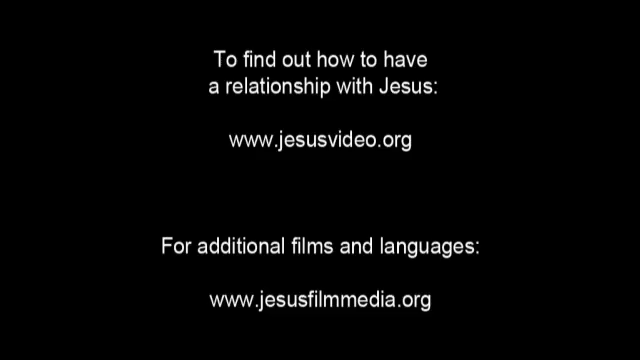 To find out how to have
a relationship with Jesus:
www.jesusvideo.org
For additional films and languages:
www.jesusfilmmedia.org